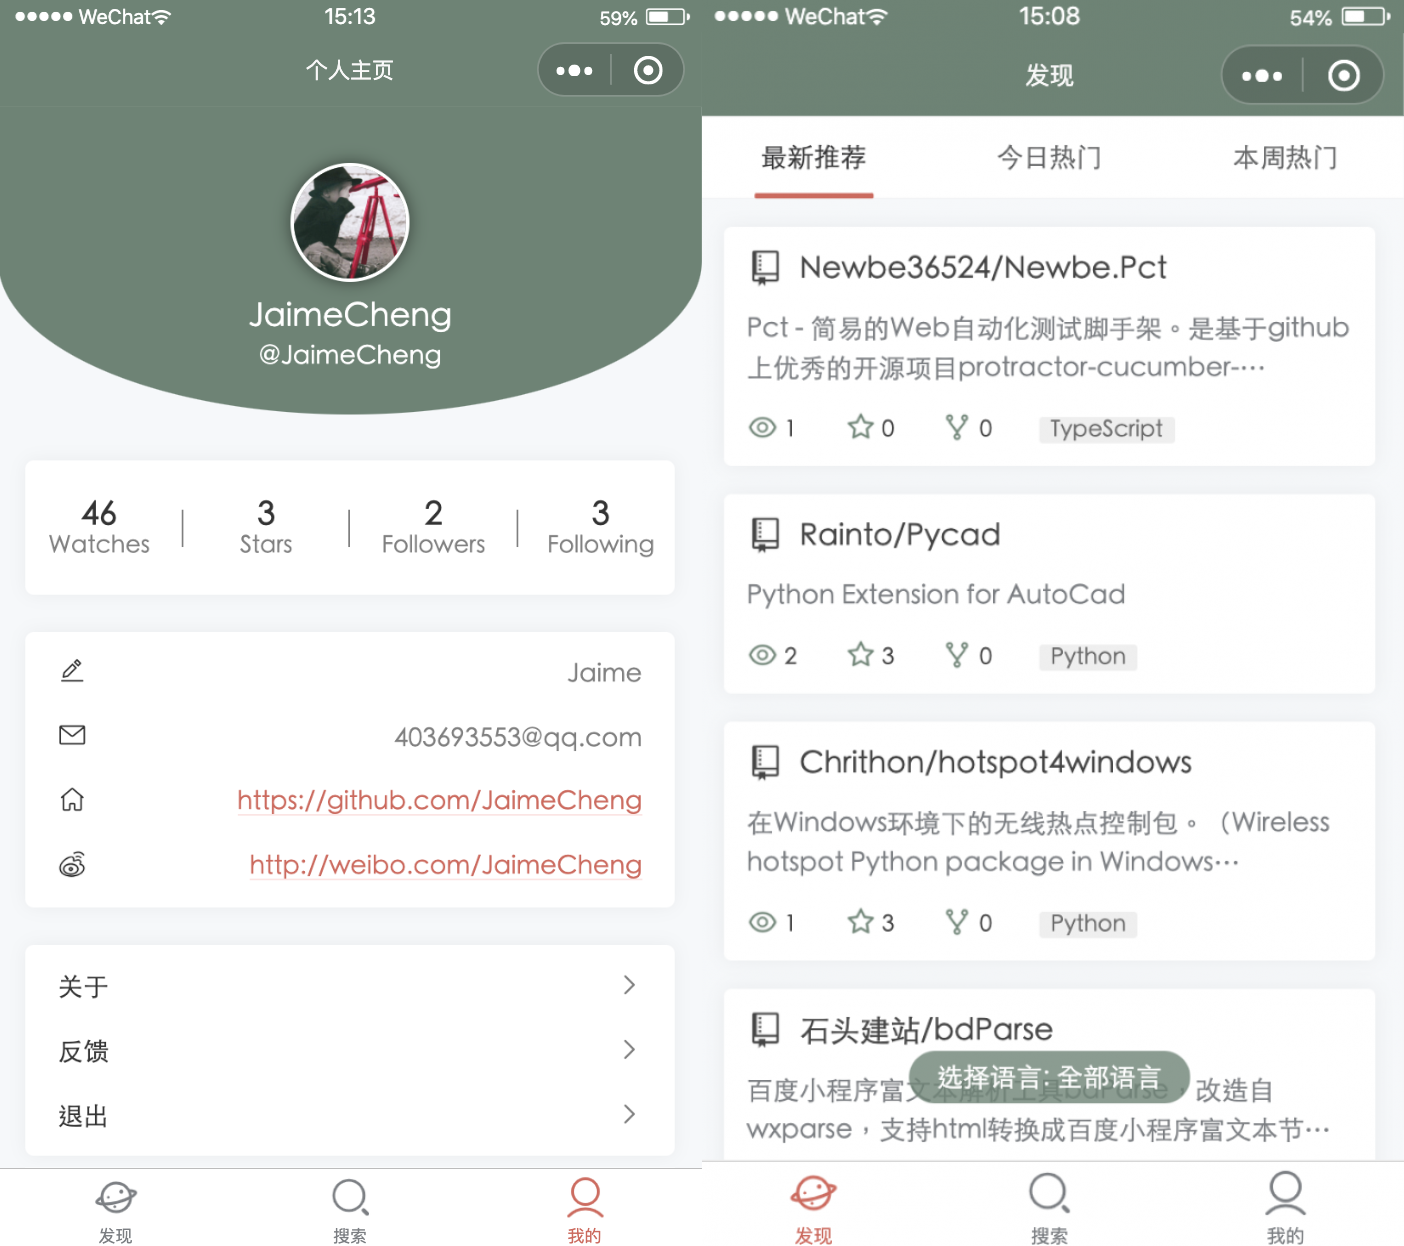 WeChat 15:13 59%
个人主页
JaimeCheng
@JaimeCheng
46 3 2 3
Watches Stars Followers Following
Jaime
403693553@qq.com
https://github.com/JaimeCheng
http://weibo.com/JaimeCheng
关于
反馈
退出
发现 搜索 我的
WeChat 15:08 54%
发现
最新推荐 今日热门 本周热门
Newbe36524/Newbe.Pct
Pct - 简易的Web自动化测试脚手架。是基于github
上优秀的开源项目protractor-cucumber-…
1 0 0 TypeScript
Rainto/Pycad
Python Extension for AutoCad
2 3 0 Python
Chrithon/hotspot4windows
在Windows环境下的无线热点控制包。（Wireless
hotspot Python package in Windows…
1 3 0 Python
石头建站/bdParse
选择语言: 全部语言
百度小程序富文本解析工具bdParse，改造自
wxparse，支持html转换成百度小程序富文本节…
发现 搜索 我的